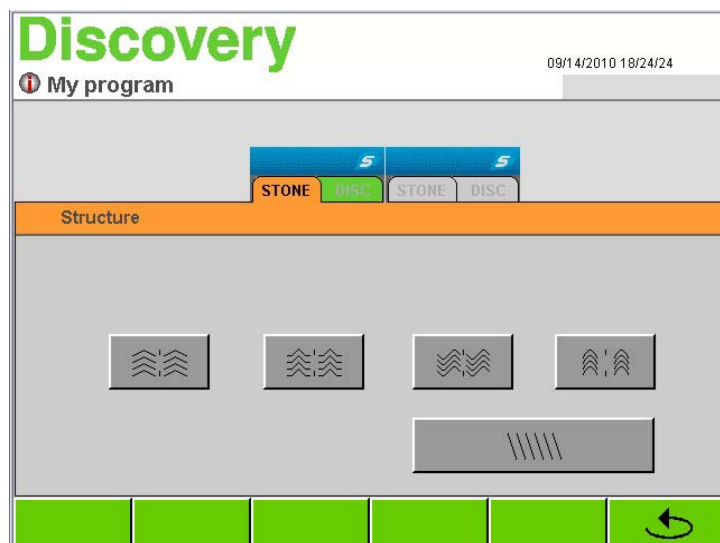 Discovery
09/14/2010 18/24/24
My program
STONE DISC STONE DISC
Structure